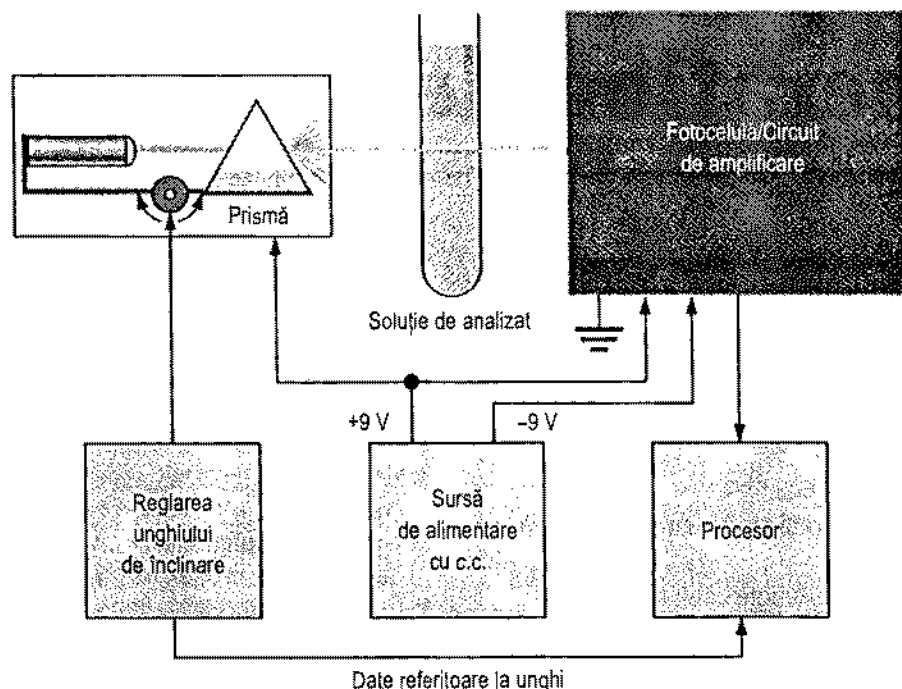 Fotocelulă/Circuit
de amplificare
Prismă
Soluție de analizat
+9 V
−9 V
Reglarea
unghiului
de înclinare
Sursă
de alimentare
cu c.c.
Procesor
Date referitoare la unghi